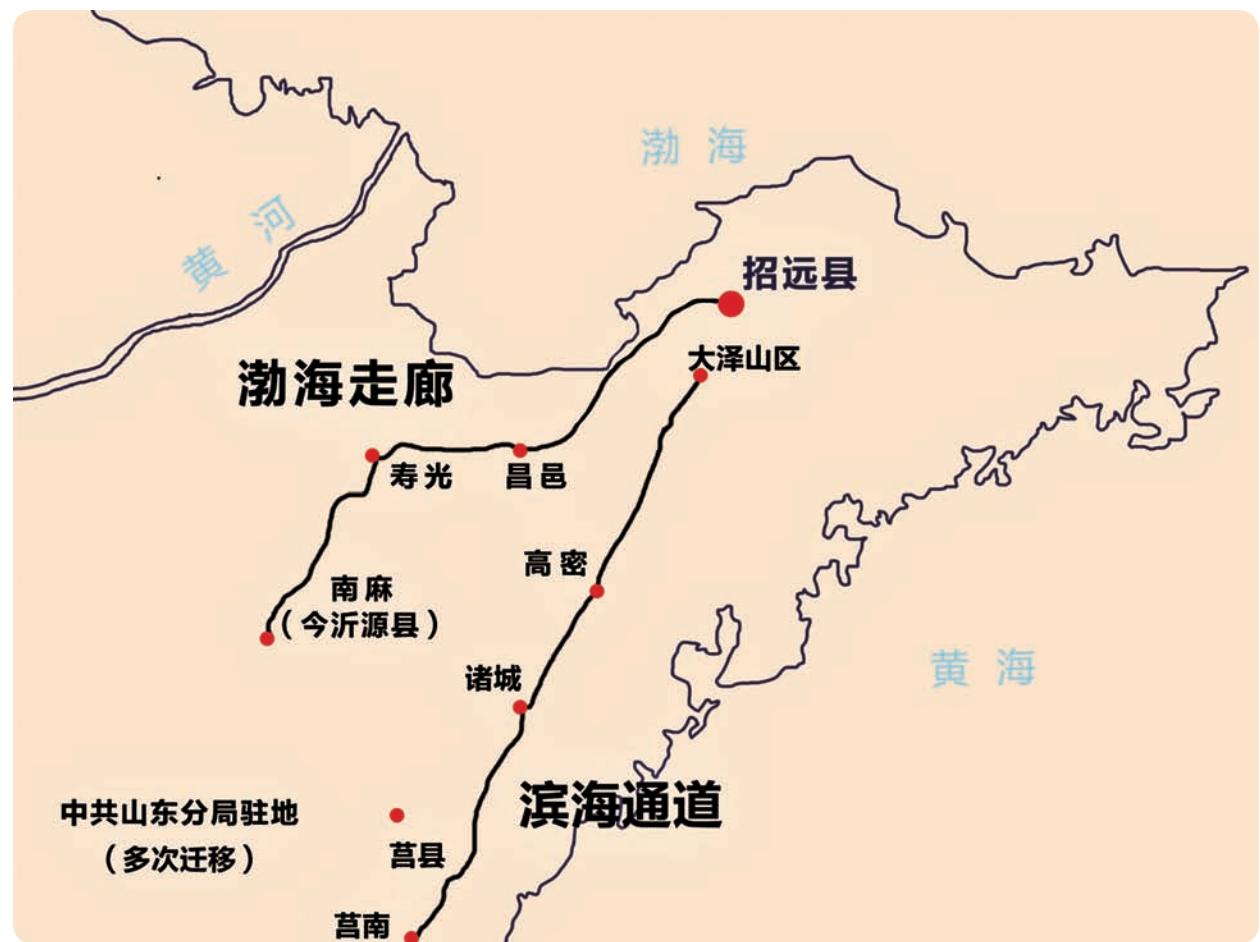 渤海
黄河
招远县
大泽山区
渤海走廊
寿光
昌邑
高密
南麻
（今沂源县）
黄海
诸城
滨海通道
中共山东分局驻地
（多次迁移）
莒县
莒南